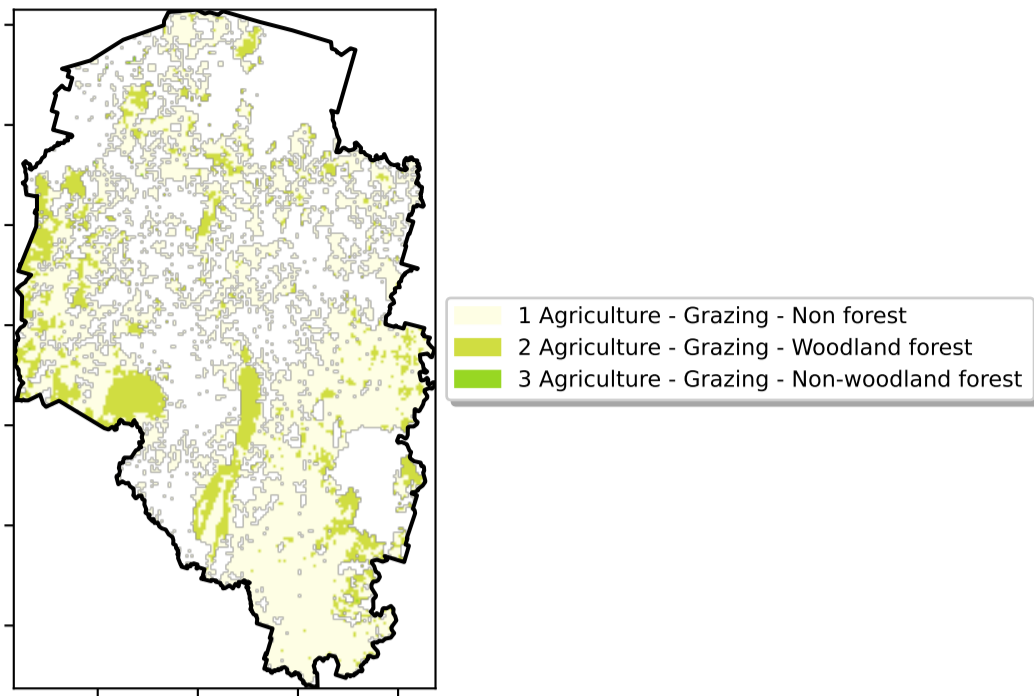 1 Agriculture - Grazing - Non forest
2 Agriculture - Grazing - Woodland forest
3 Agriculture - Grazing - Non-woodland forest